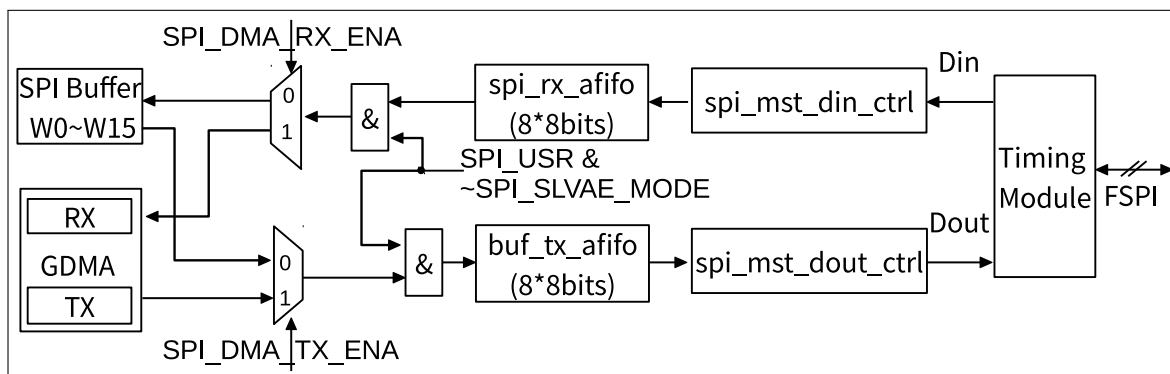 SPI_DMA_RX_ENA
SPI Buffer
W0~W15
0
1
&
spi_rx_afifo
(8*8bits)
spi_mst_din_ctrl
Din
Timing
Module
FSPI
SPI_USR &
~SPI_SLVAE_MODE
RX
GDMA
TX
0
1
&
buf_tx_afifo
(8*8bits)
spi_mst_dout_ctrl
Dout
SPI_DMA_TX_ENA